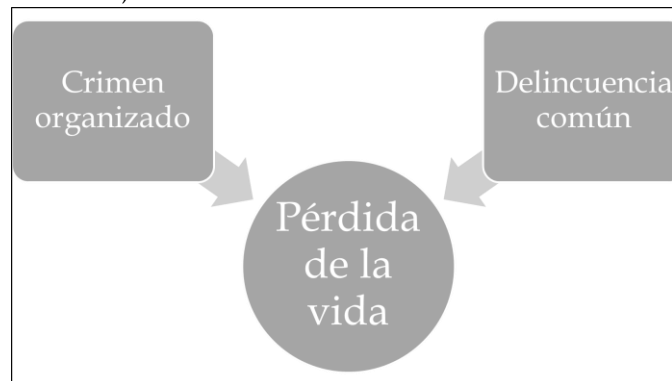 Crimen
organizado
Delincuencia
común
Pérdida
de la
vida